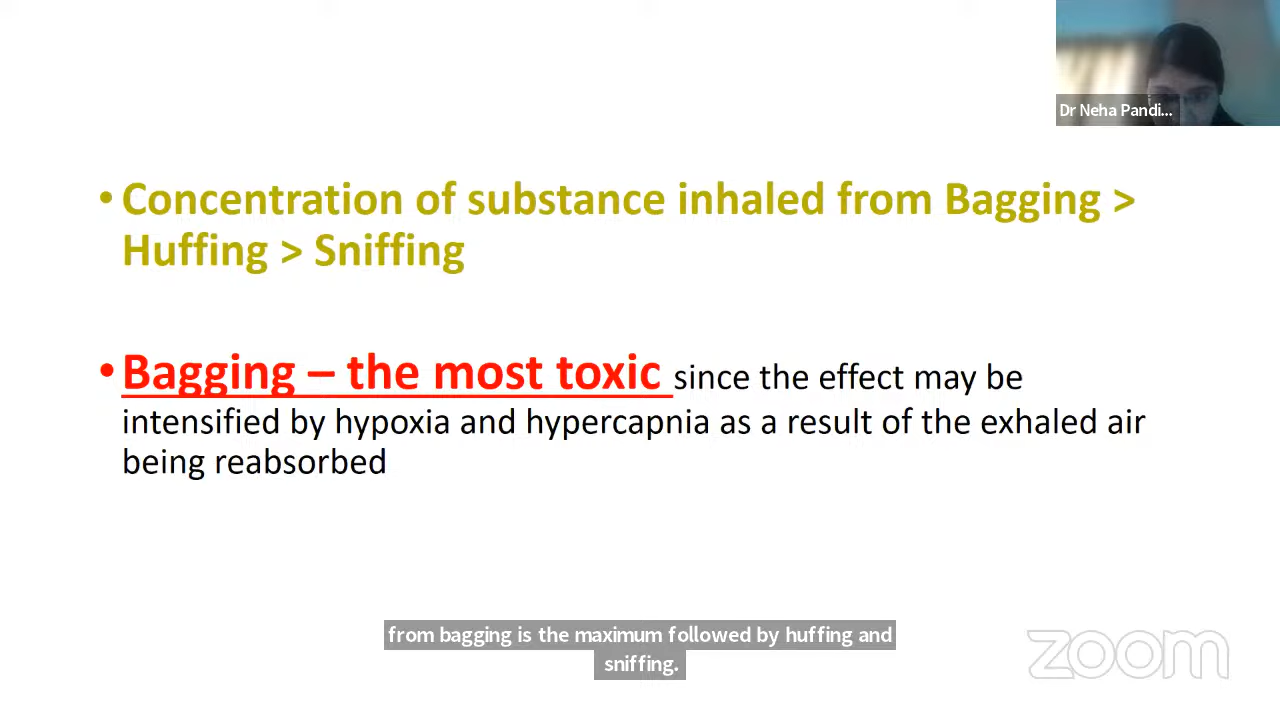 Dr Neha Pandi...
• Concentration of substance inhaled from Bagging >
Huffing > Sniffing
• Bagging – the most toxic since the effect may be
intensified by hypoxia and hypercapnia as a result of the exhaled air
being reabsorbed
from bagging is the maximum followed by huffing and
sniffing.
zoom